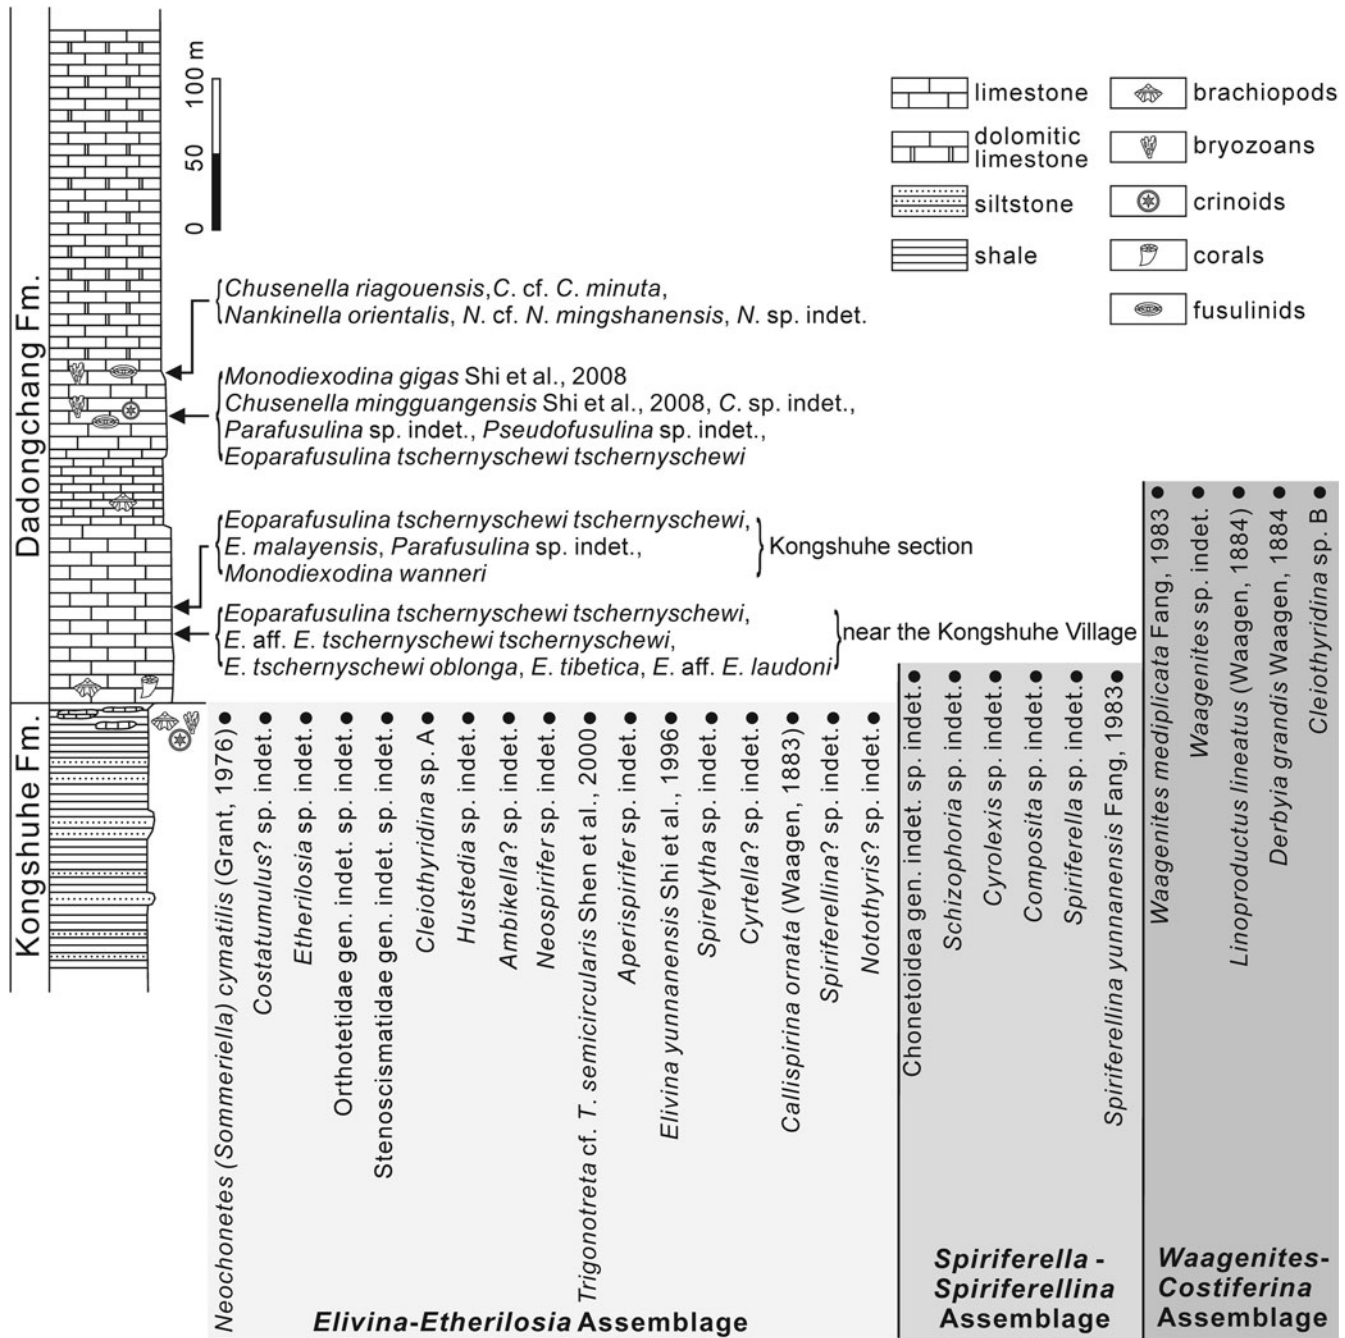 Dadongchang Fm.
Kongshuhe Fm.
100 m
50
0
limestone
dolomitic
limestone
siltstone
shale
brachiopods
bryozoans
crinoids
corals
fusulinids
Chusenella riagouensis, C. cf. C. minuta,
Nankinella orientalis, N. cf. N. mingshanensis, N. sp. indet.
Monodiexodina gigas Shi et al., 2008
Chusenella mingguangensis Shi et al., 2008, C. sp. indet.,
Parafusulina sp. indet., Pseudofusulina sp. indet.,
Eoparafusulina tschernyschewi tschernyschewi
Eoparafusulina tschernyschewi tschernyschewi,
E. malayensis, Parafusulina sp. indet.,
Monodiexodina wanneri
Kongshuhe section
Eoparafusulina tschernyschewi tschernyschewi,
E. aff. E. tschernyschewi tschernyschewi,
E. tschernyschewi oblonga, E. tibetica, E. aff. E. laudoni
near the Kongshuhe Village
Neochonetes (Sommeriella) cymatilis (Grant, 1976)
Costatumulus? sp. indet.
Etherilosia sp. indet.
Orthotetidae gen. indet. sp. indet.
Stenoscismatidae gen. indet. sp. indet.
Cleiothyridina sp. A
Hustedia sp. indet.
Ambikella? sp. indet.
Neospirifer sp. indet.
Trigonotreta cf. T. semicircularis Shen et al., 2000
Aperispirifer sp. indet.
Elivina yunnanensis Shi et al., 1996
Spirelytha sp. indet.
Cyrtella? sp. indet.
Callispirina ornata (Waagen, 1883)
Spiriferellina? sp. indet.
Notothyris? sp. indet.
Elivina-Etherilosia Assemblage
Chonetoidea gen. indet. sp. indet.
Schizophoria sp. indet.
Cyrolexis sp. indet.
Composita sp. indet.
Spiriferella sp. indet.
Spiriferellina yunnanensis Fang, 1983
Spiriferella -
Spiriferellina
Assemblage
Waagenites mediplicata Fang, 1983
Waagenites sp. indet.
Linoproductus lineatus (Waagen, 1884)
Derbyia grandis Waagen, 1884
Cleiothyridina sp. B
Waagenites-
Costiferina
Assemblage